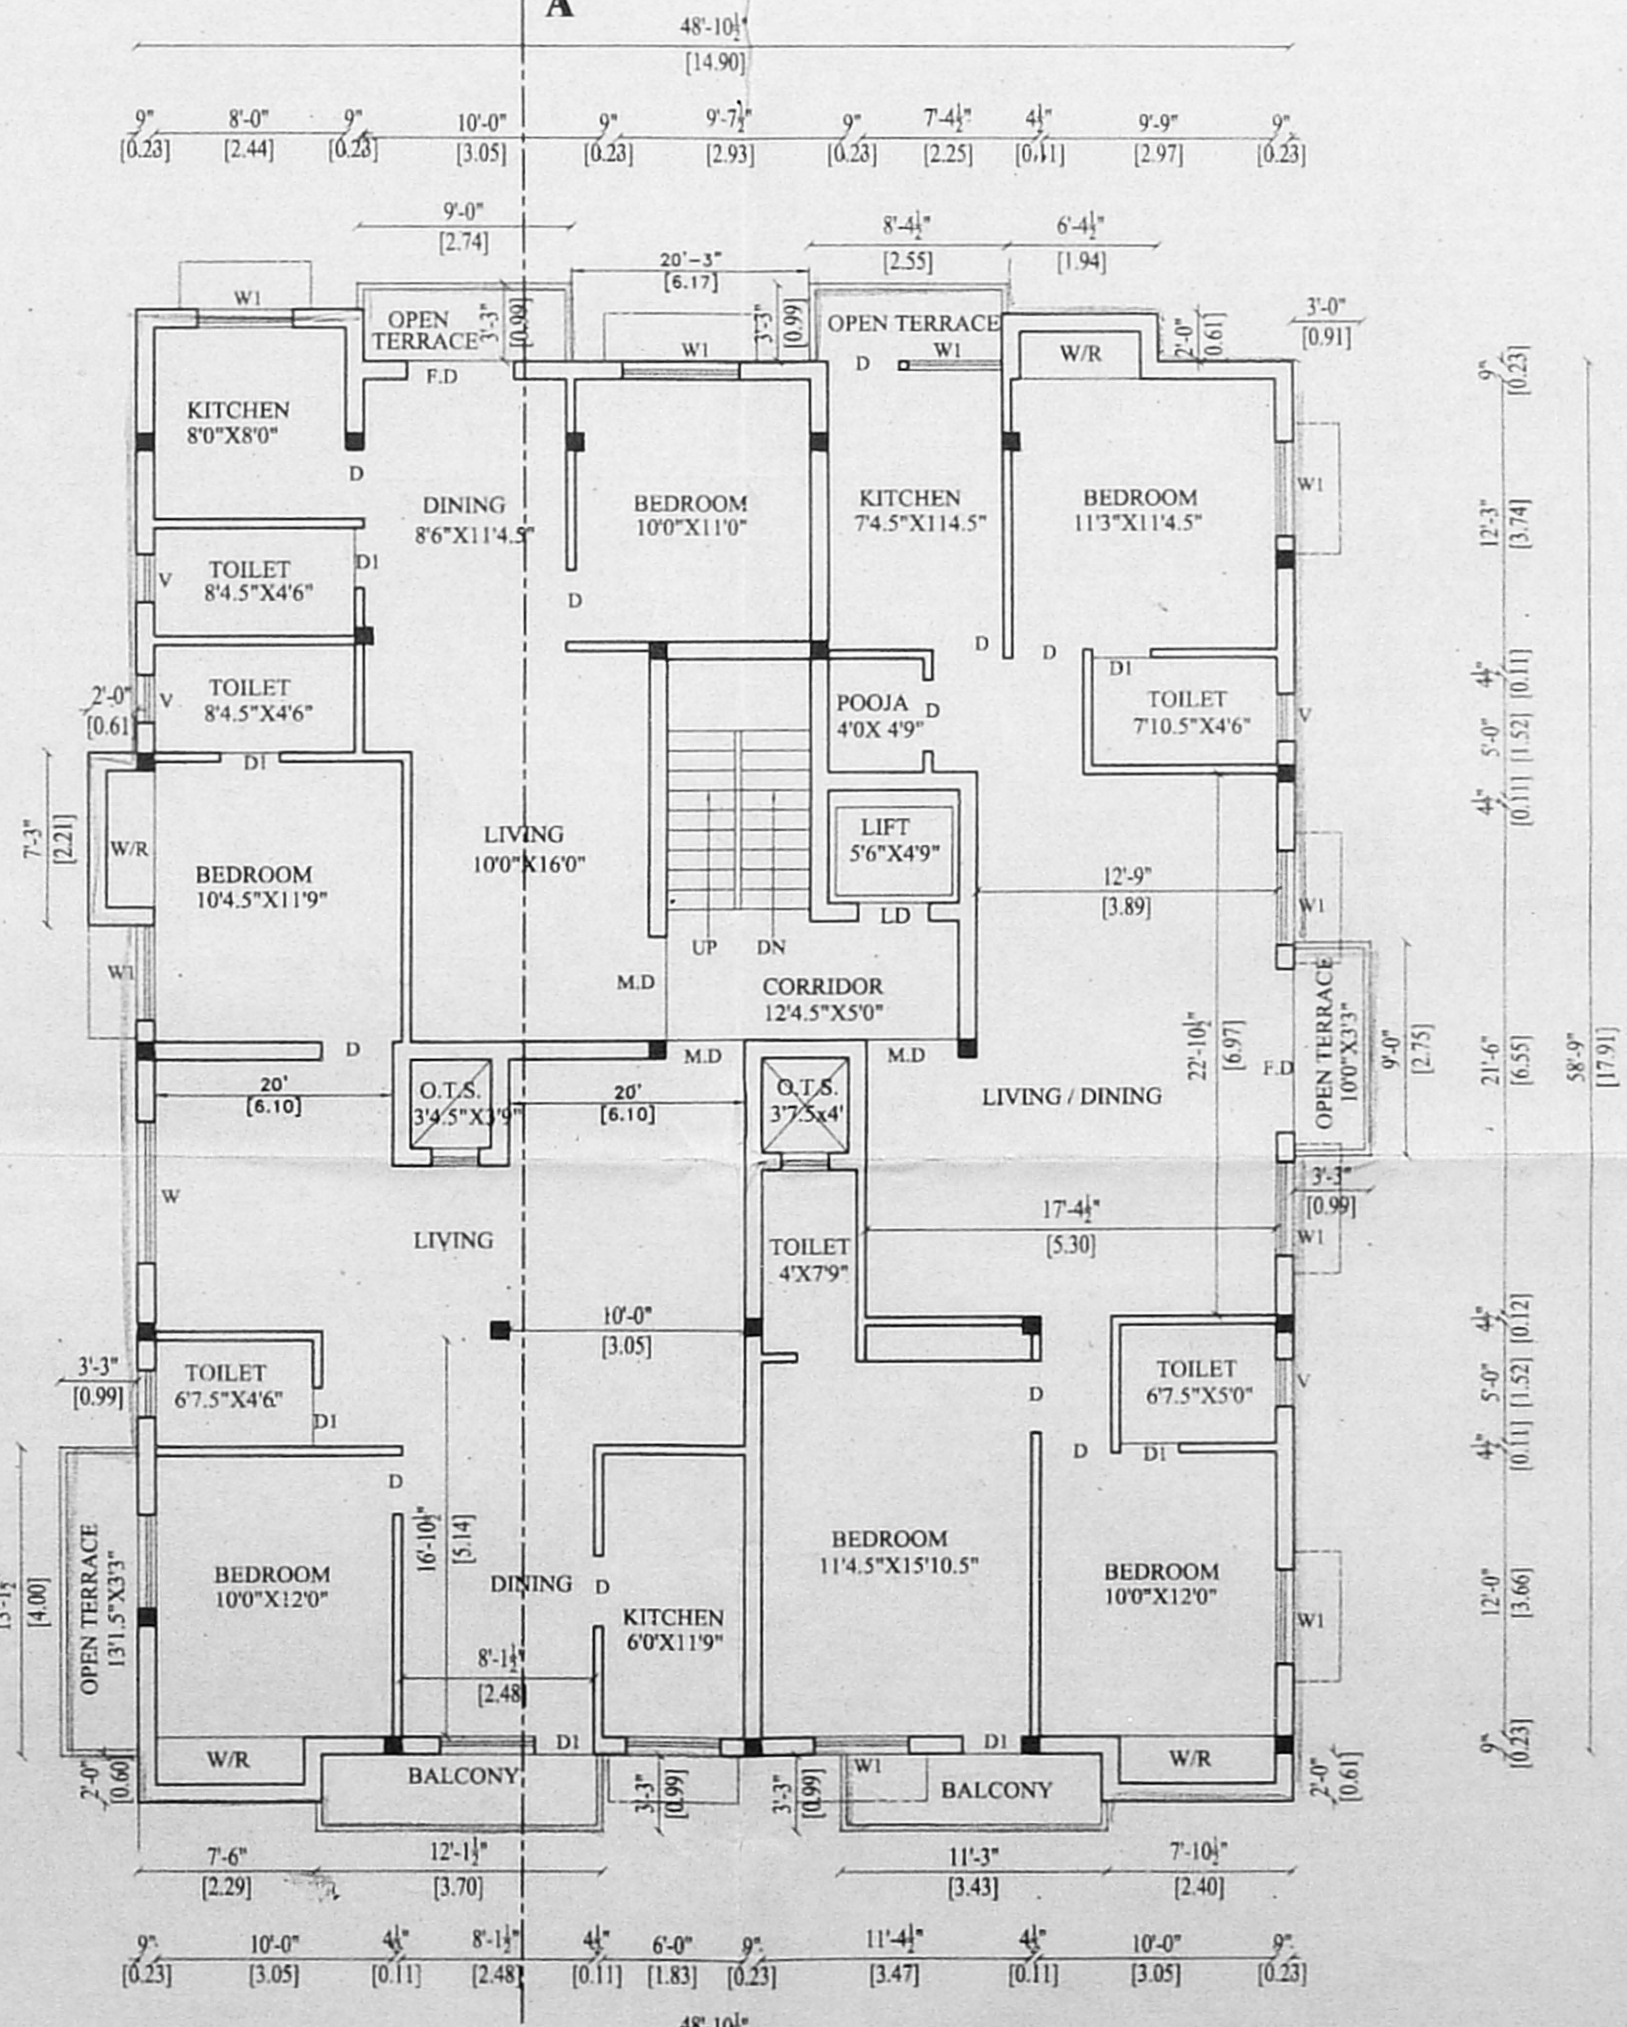 A
48'-10½"
[14.90]
9" 8'-0" 9" 10'-0" 9" 9'-7½" 9" 7'-4½" 4½" 9'-9" 9"
[0.23] [2.44] [0.23] [3.05] [0.23] [2.93] [0.23] [2.25] [0.11] [2.97] [0.23]
9'-0"
[2.74]
8'-4½" 6'-4½"
[2.55] [1.94]
20'-3"
[6.17]
3'-0"
[0.91]
W1
OPEN
TERRACE
3'-3"
[0.99]
3'-3"
[0.99]
OPEN TERRACE
W1
D
W1
W/R
2'-0"
[0.61]
F.D
9"
[0.23]
KITCHEN
8'0"X8'0"
D
DINING
8'6"X11'4.5"
BEDROOM
10'0"X11'0"
KITCHEN
7'4.5"X114.5"
BEDROOM
11'3"X11'4.5"
W1
12'-3"
[3.74]
TOILET
8'4.5"X4'6"
V
D1
D
TOILET
8'4.5"X4'6"
V
2'-0"
[0.61]
D1
D
D
D1
POOJA
4'0X 4'9"
D
TOILET
7'10.5"X4'6"
V
4½"
[0.11]
5'-0"
[1.52]
4½"
[0.11]
58'-9"
[17.91]
7'-3"
[2.21]
W/R
BEDROOM
10'4.5"X11'9"
LIVING
10'0"X16'0"
LIFT
5'6"X4'9"
LD
12'-9"
[3.89]
W1
UP DN
W1
M.D
CORRIDOR
12'4.5"X5'0"
D
M.D
M.D
22'-10½"
[6.97]
F.D
OPEN TERRACE
10'0"X3'3"
9'-0"
[2.75]
21'-6"
[6.55]
20'
[6.10]
O.T.S.
3'4.5"X3'9"
20'
[6.10]
O.T.S.
3'7.5x4'
LIVING / DINING
W
LIVING
TOILET
4'X7'9"
17'-4½"
[5.30]
3'-3"
[0.99]
W1
10'-0"
[3.05]
4½"
[0.12]
3'-3"
[0.99]
TOILET
6'7.5"X4'6"
D1
D
TOILET
6'7.5"X5'0"
V
5'-0"
[1.52]
D
D1
4½"
[0.11]
D
13'-1½"
[4.00]
OPEN TERRACE
13'1.5"X3'3"
BEDROOM
10'0"X12'0"
16'-10½"
[5.14]
DINING
D
KITCHEN
6'0'X11'9"
BEDROOM
11'4.5"X15'10.5"
BEDROOM
10'0"X12'0"
W1
12'-0"
[3.66]
8'-1½"
[2.48]
W/R
D1
D1
W/R
9"
[0.23]
2'-0"
[0.60]
BALCONY
3'-3"
[0.99]
3'-3"
[0.99]
W1
BALCONY
2'-0"
[0.61]
7'-6" 12'-1½" 11'-3" 7'-10½"
[2.29] [3.70] [3.43] [2.40]
9" 10'-0" 4½" 8'-1½" 4½" 6'-0" 9" 11'-4½" 4½" 10'-0" 9"
[0.23] [3.05] [0.11] [2.48] [0.11] [1.83] [0.23] [3.47] [0.11] [3.05] [0.23]
48'-10½"